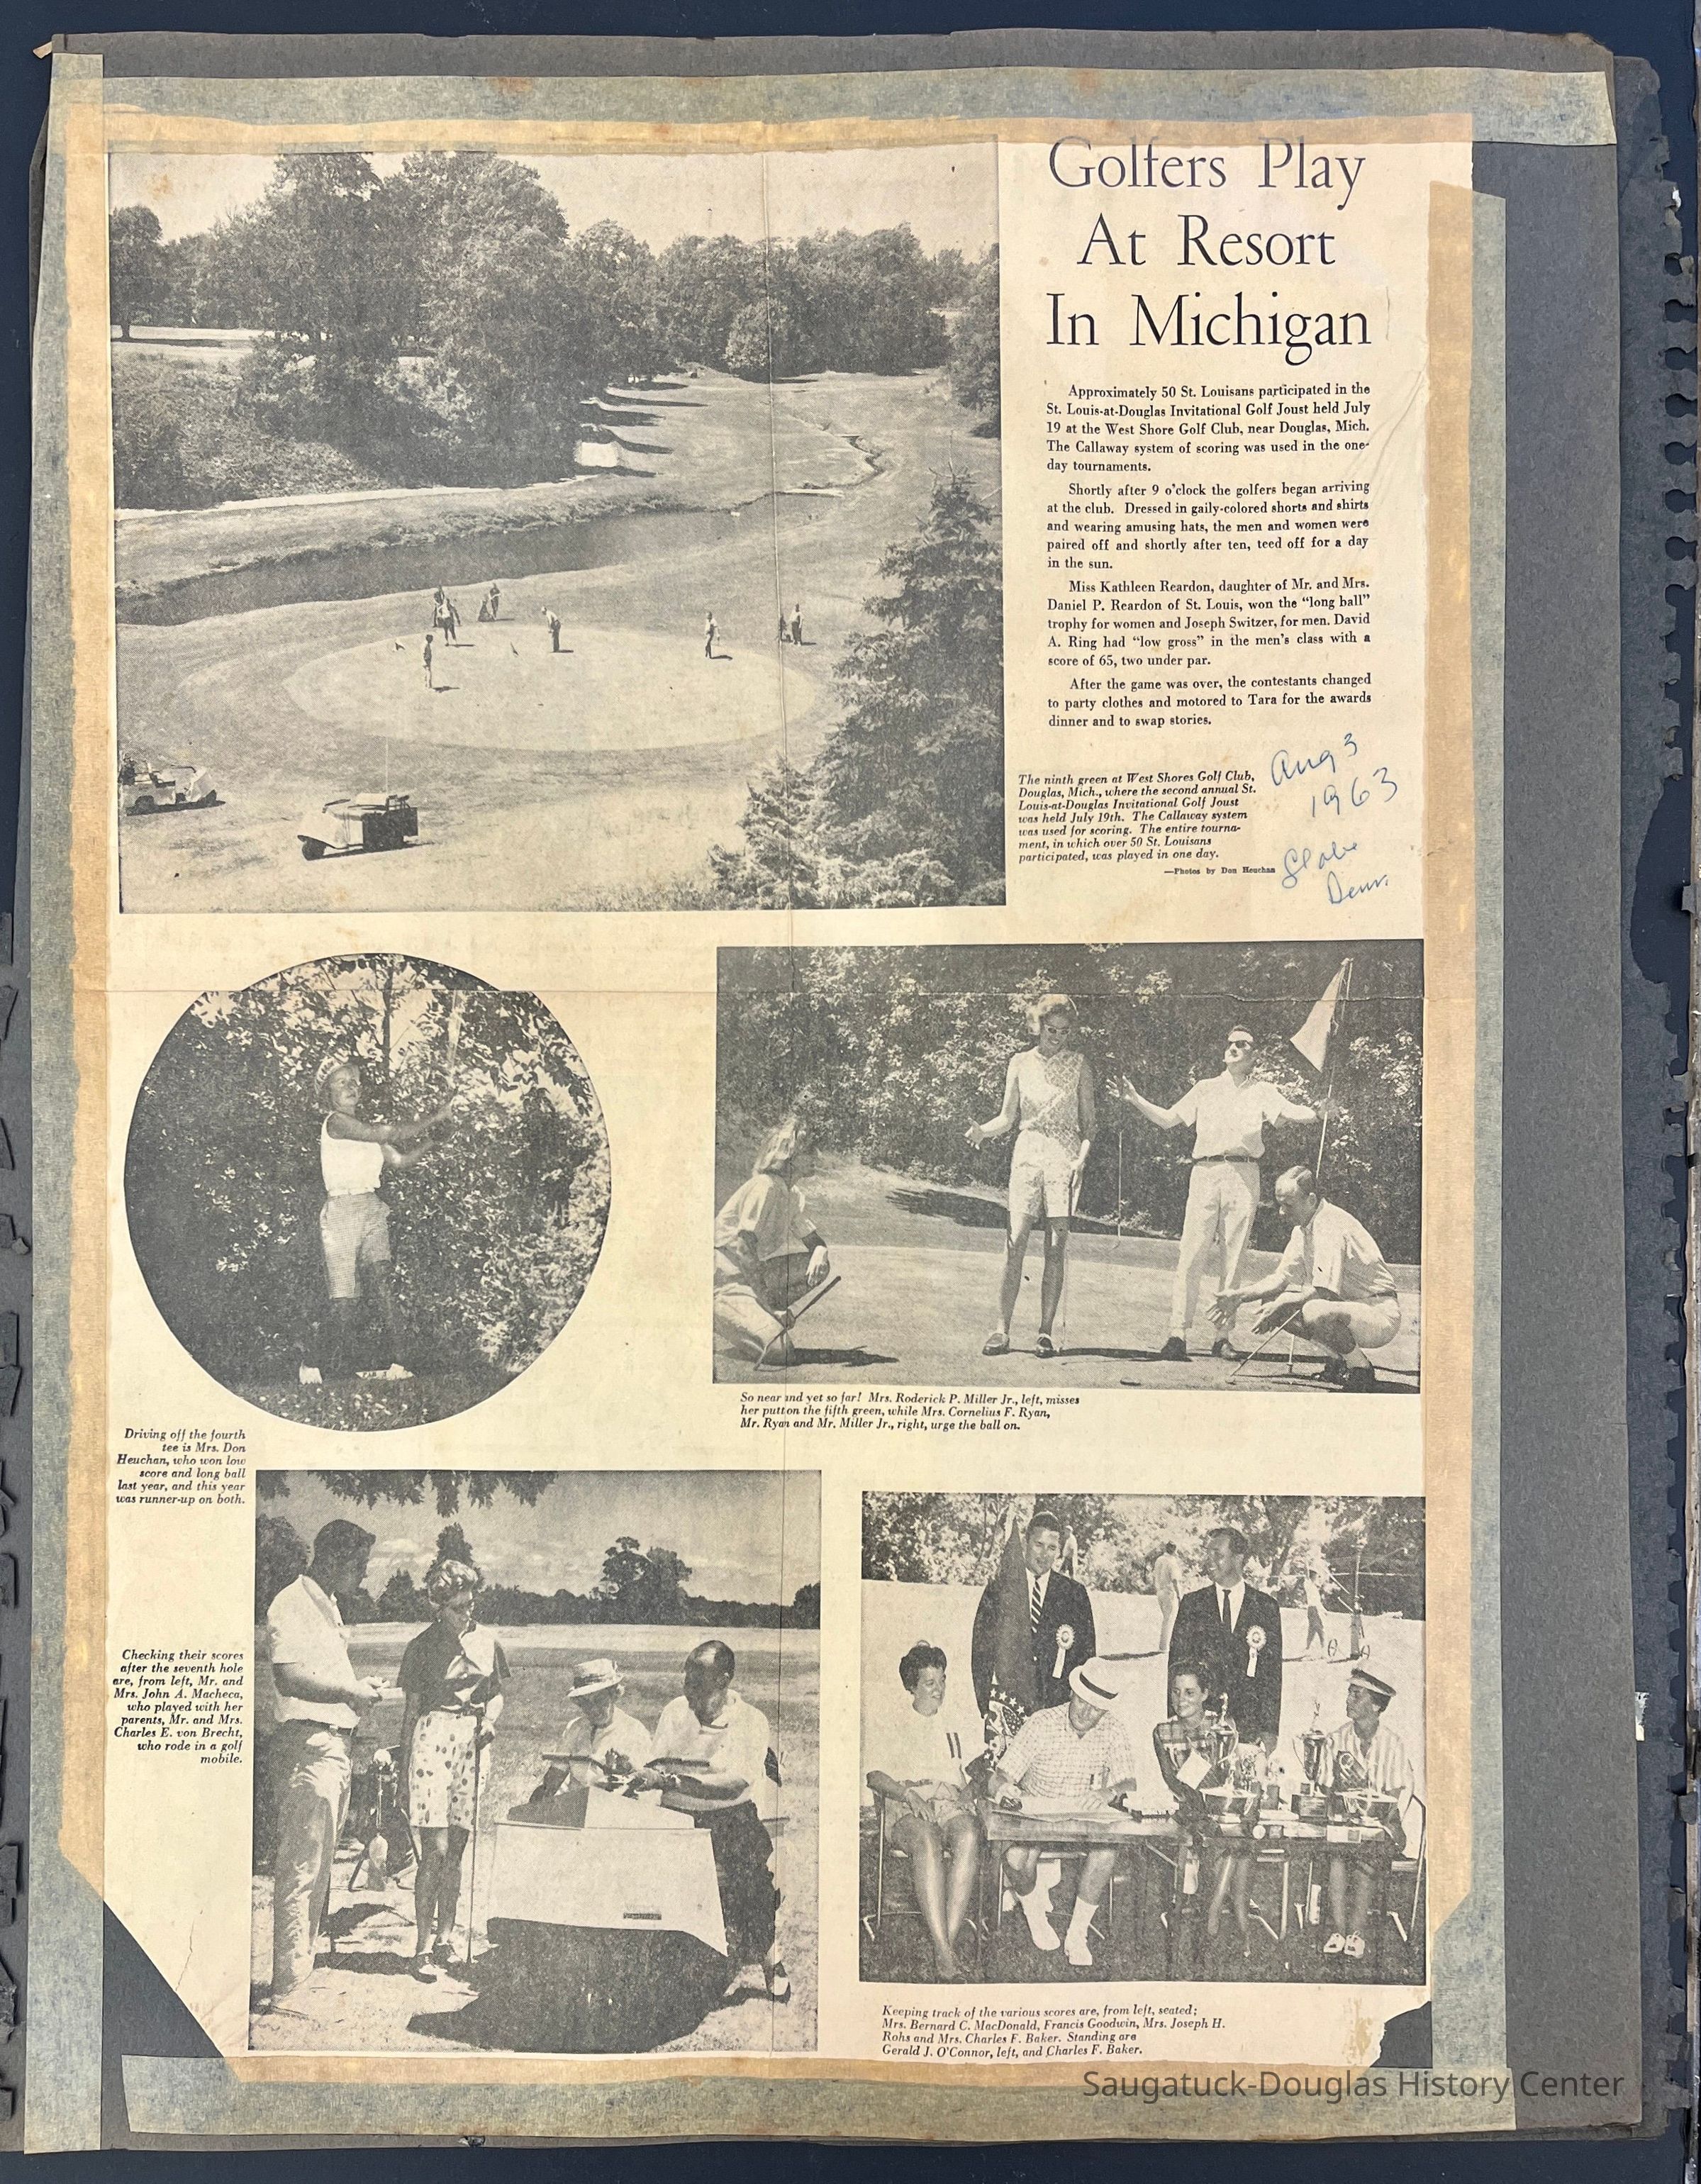 Golfers Play
At Resort
In Michigan
Approximately 50 St. Louisans participated in the
St. Louis-at-Douglas Invitational Golf Joust held July
19 at the West Shore Golf Club, near Douglas, Mich.
The Callaway system of scoring was used in the one-
day tournaments.
Shortly after 9 o'clock the golfers began arriving
at the club. Dressed in gaily-colored shorts and shirts
and wearing amusing hats, the men and women were
paired off and shortly after ten, teed off for a day
in the sun.
Miss Kathleen Reardon, daughter of Mr. and Mrs.
Daniel P. Reardon of St. Louis, won the "long ball"
trophy for women and Joseph Switzer, for men. David
A. Ring had "low gross" in the men's class with a
score of 65, two under par.
After the game was over, the contestants changed
to party clothes and motored to Tara for the awards
dinner and to swap stories.
The ninth green at West Shores Golf Club,
Douglas, Mich., where the second annual St.
Louis-at-Douglas Invitational Golf Joust
was held July 19th. The Callaway system
was used for scoring. The entire tourna-
ment, in which over 50 St. Louisans
participated, was played in one day.
—Photos by Don Heuchan
Aug 3
1963
Globe
Dem.
So near and yet so far! Mrs. Roderick P. Miller Jr., left, misses
her putt on the fifth green, while Mrs. Cornelius F. Ryan,
Mr. Ryan and Mr. Miller Jr., right, urge the ball on.
Driving off the fourth
tee is Mrs. Don
Heuchan, who won low
score and long ball
last year, and this year
was runner-up on both.
Checking their scores
after the seventh hole
are, from left, Mr. and
Mrs. John A. Macheca,
who played with her
parents, Mr. and Mrs.
Charles E. von Brecht,
who rode in a golf
mobile.
Keeping track of the various scores are, from left, seated;
Mrs. Bernard C. MacDonald, Francis Goodwin, Mrs. Joseph H.
Rohs and Mrs. Charles F. Baker. Standing are
Gerald J. O'Connor, left, and Charles F. Baker.
Saugatuck-Douglas History Center